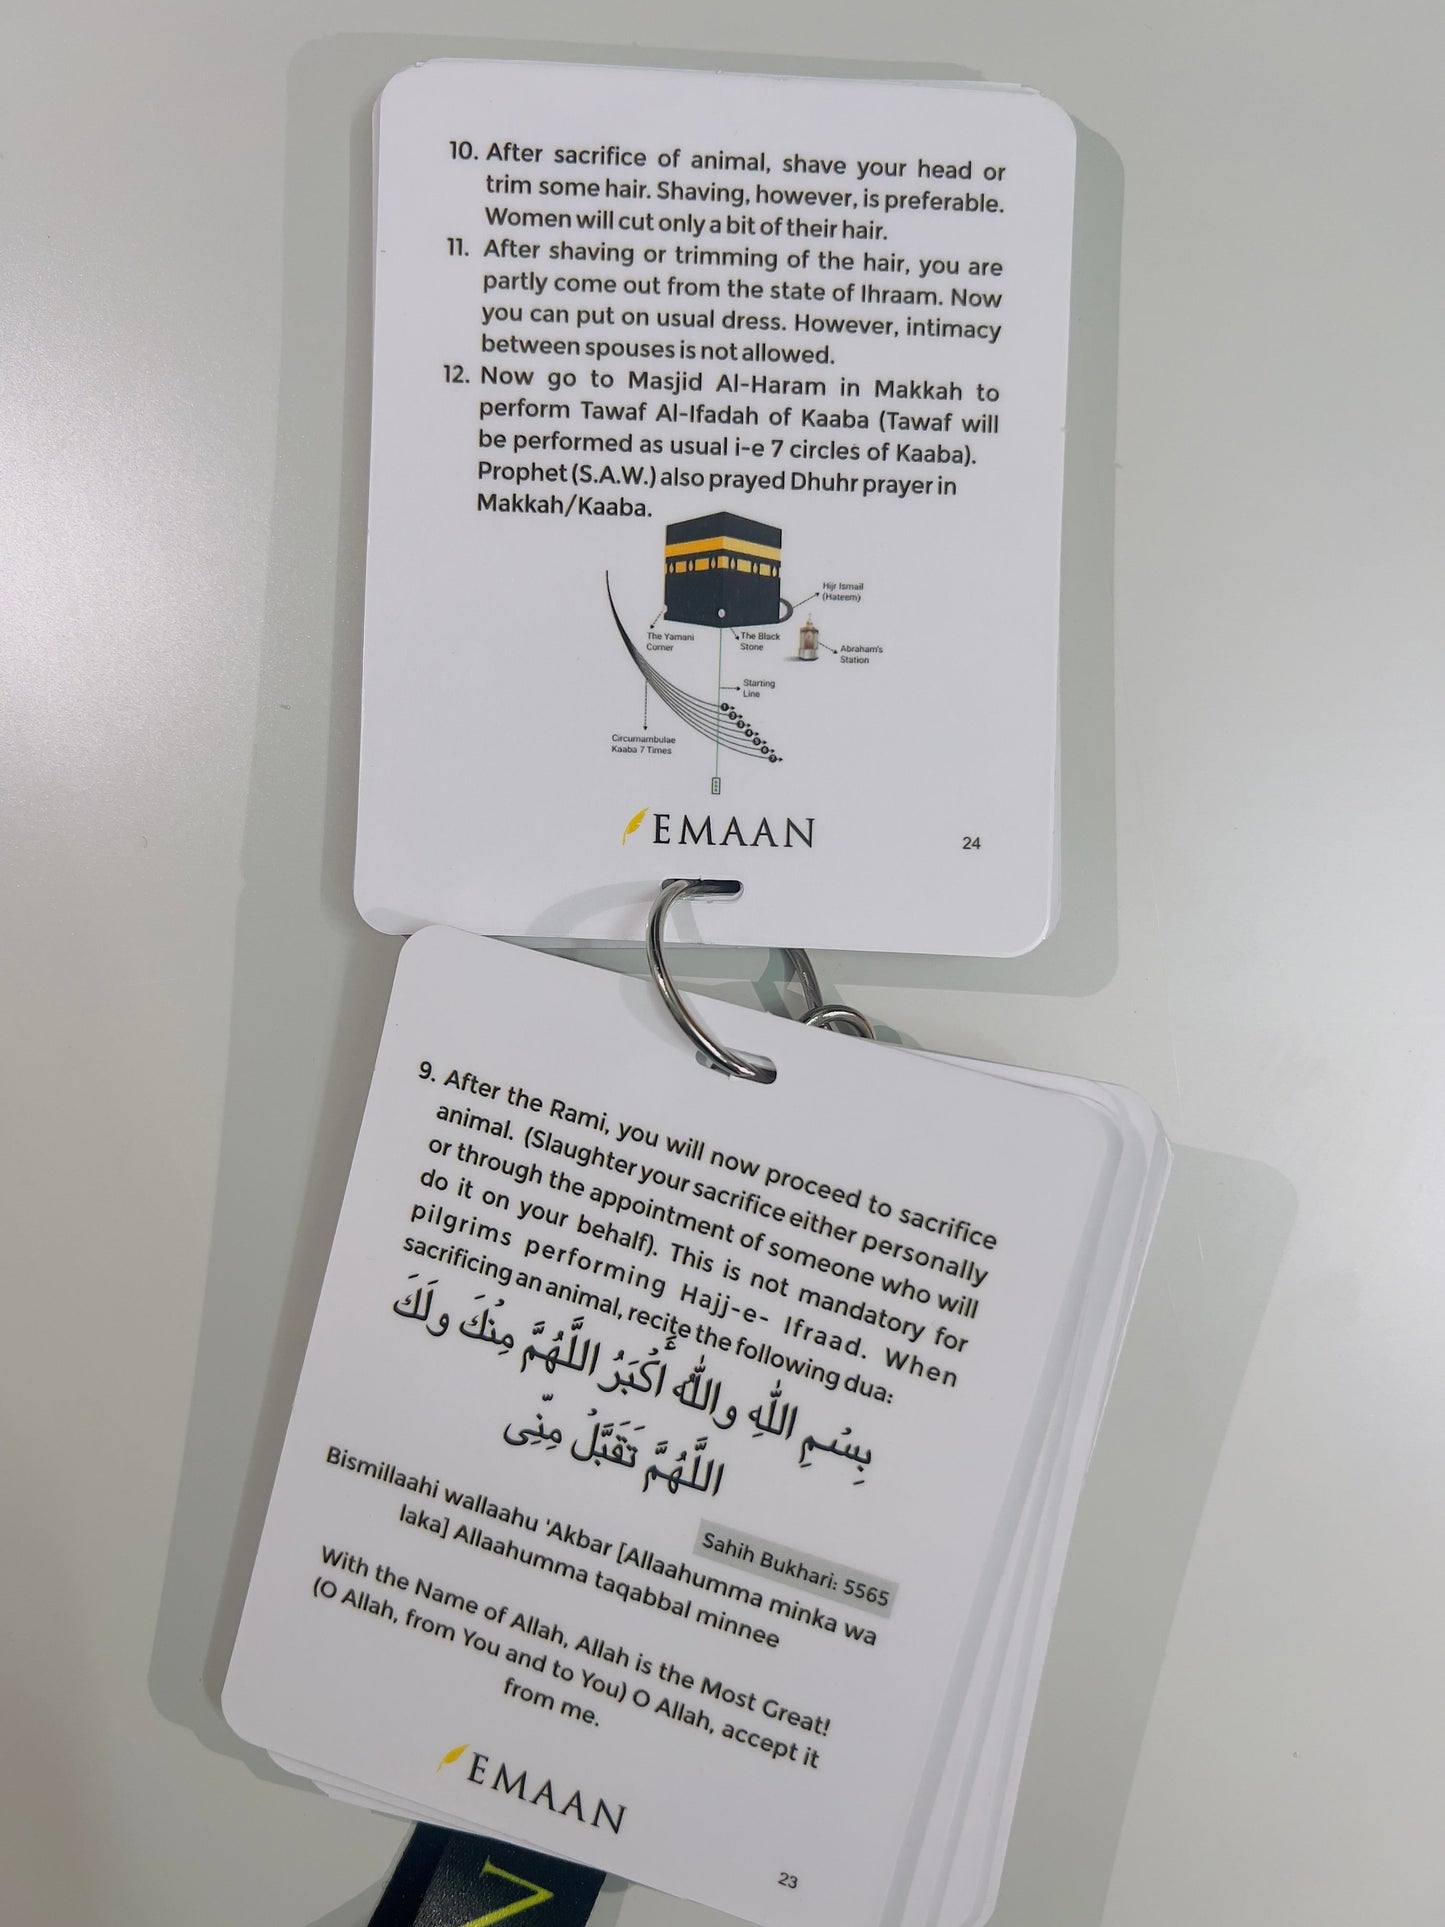 10. After sacrifice of animal, shave your head or
trim some hair. Shaving, however, is preferable.
Women will cut only a bit of their hair.
11. After shaving or trimming of the hair, you are
partly come out from the state of Ihraam. Now
you can put on usual dress. However, intimacy
between spouses is not allowed.
12. Now go to Masjid Al-Haram in Makkah to
perform Tawaf Al-Ifadah of Kaaba (Tawaf will
be performed as usual i-e 7 circles of Kaaba).
Prophet (S.A.W.) also prayed Dhuhr prayer in
Makkah/Kaaba.
Hijr Ismail
(Hateem)
The Yamani
Corner
The Black
Stone
Abraham's
Station
Starting
Line
1
2
3
4
5
6
7
Circumambulae
Kaaba 7 Times
EMAAN
24
9. After the Rami, you will now proceed to sacrifice
animal. (Slaughter your sacrifice either personally
or through the appointment of someone who will
do it on your behalf). This is not mandatory for
pilgrims performing Hajj-e- Ifraad. When
sacrificing an animal, recite the following dua:
بِسْمِ اللّٰهِ وَاللّٰهُ أَكْبَرُ اللَّهُمَّ مِنْكَ وَلَكَ
اللَّهُمَّ تَقَبَّلْ مِنِّى
Sahih Bukhari: 5565
Bismillaahi wallaahu 'Akbar [Allaahumma minka wa
laka] Allaahumma taqabbal minnee
With the Name of Allah, Allah is the Most Great!
(O Allah, from You and to You) O Allah, accept it
from me.
EMAAN
23